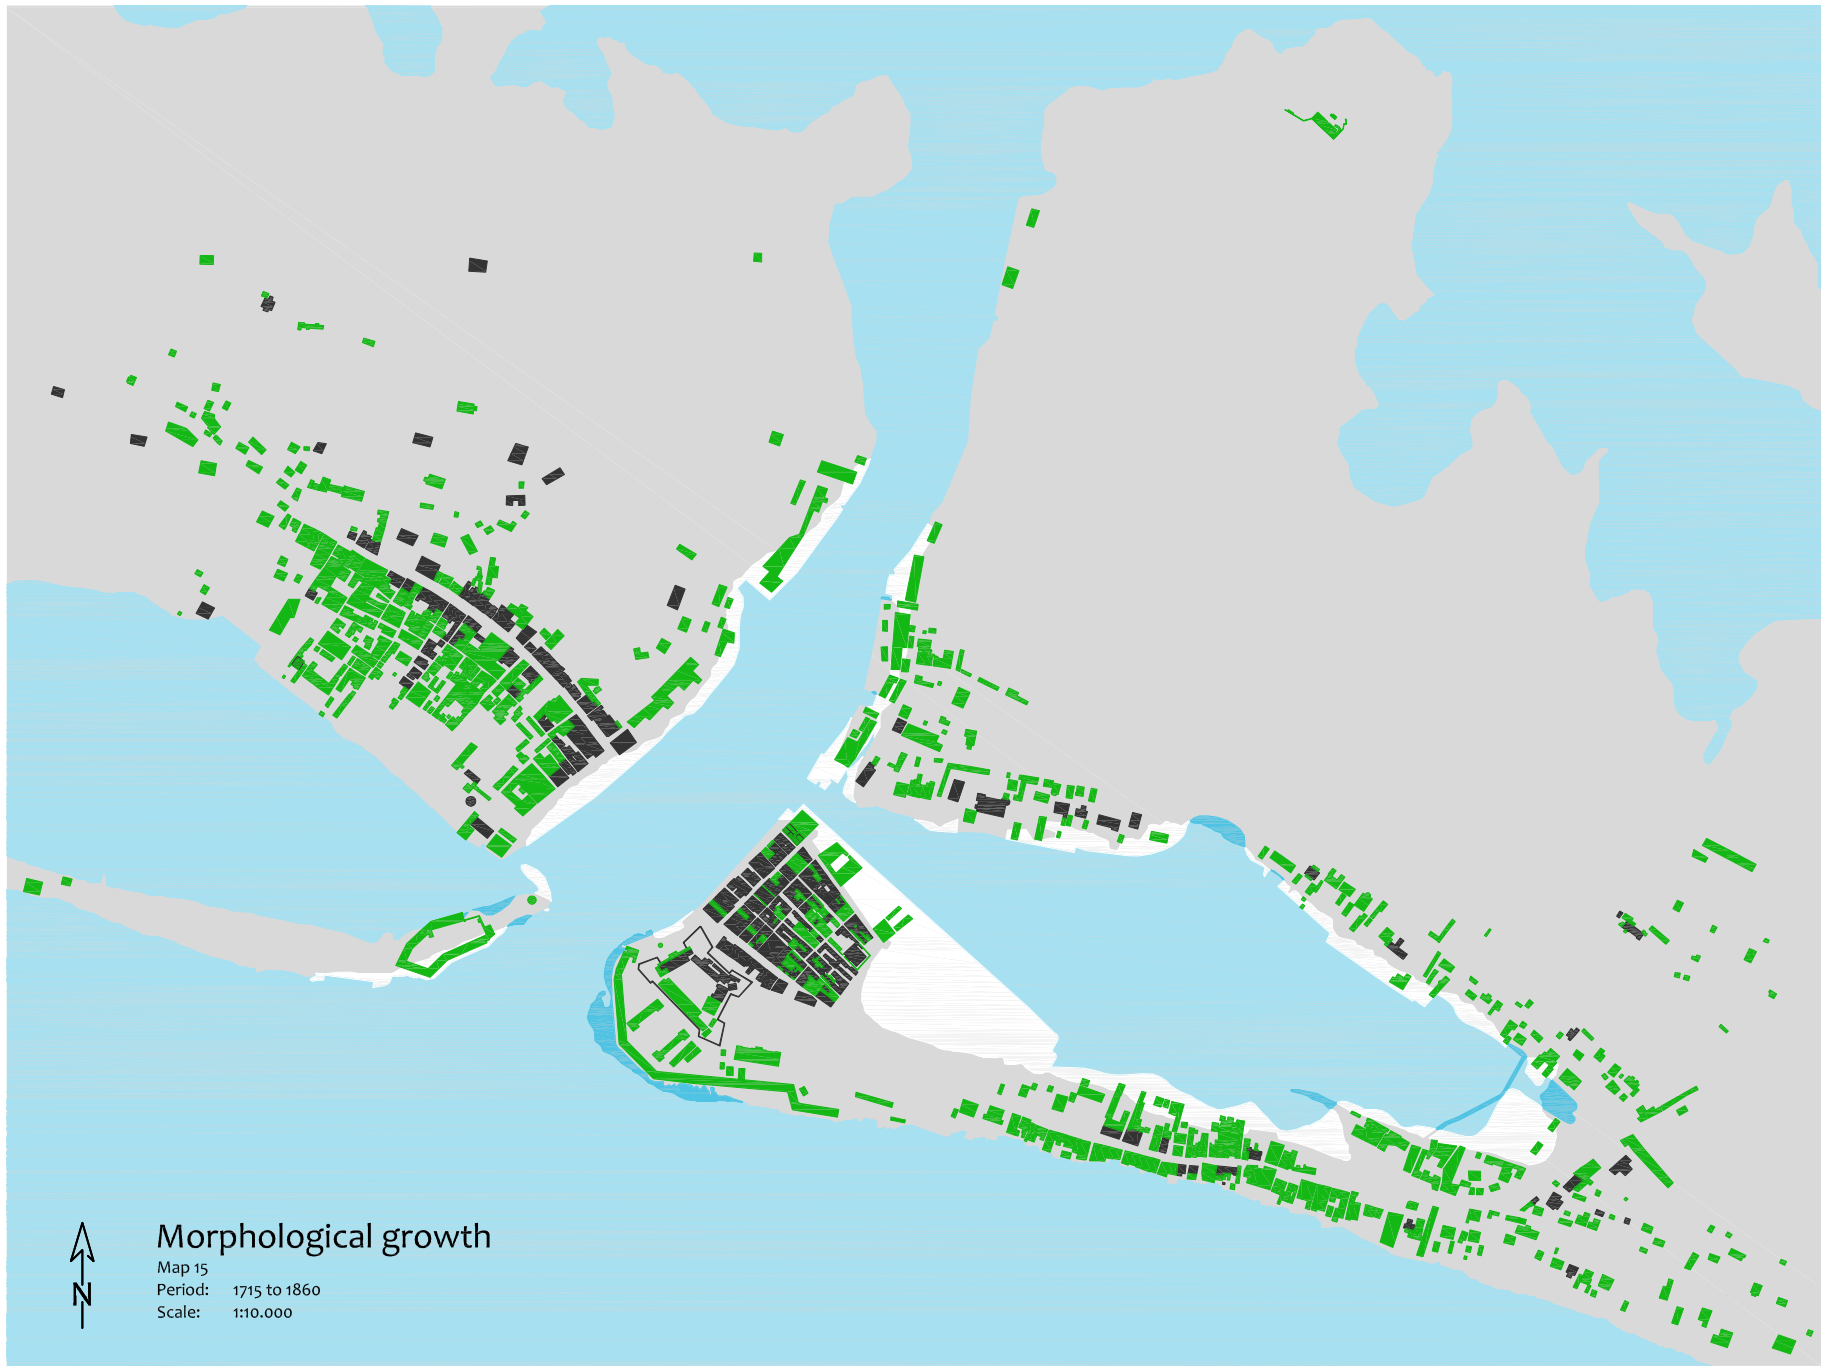 Morphological growth
Map 15
Period: 1715 to 1860
Scale: 1:10.000
N